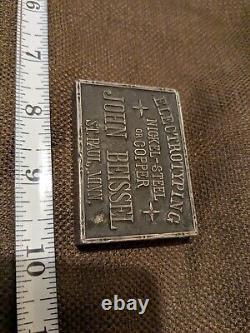 ELECTROTYPING
NICKEL-STEEL
OR COPPER
JOHN BEISSEL
ST. PAUL, MINN.
6 7 8 9 10